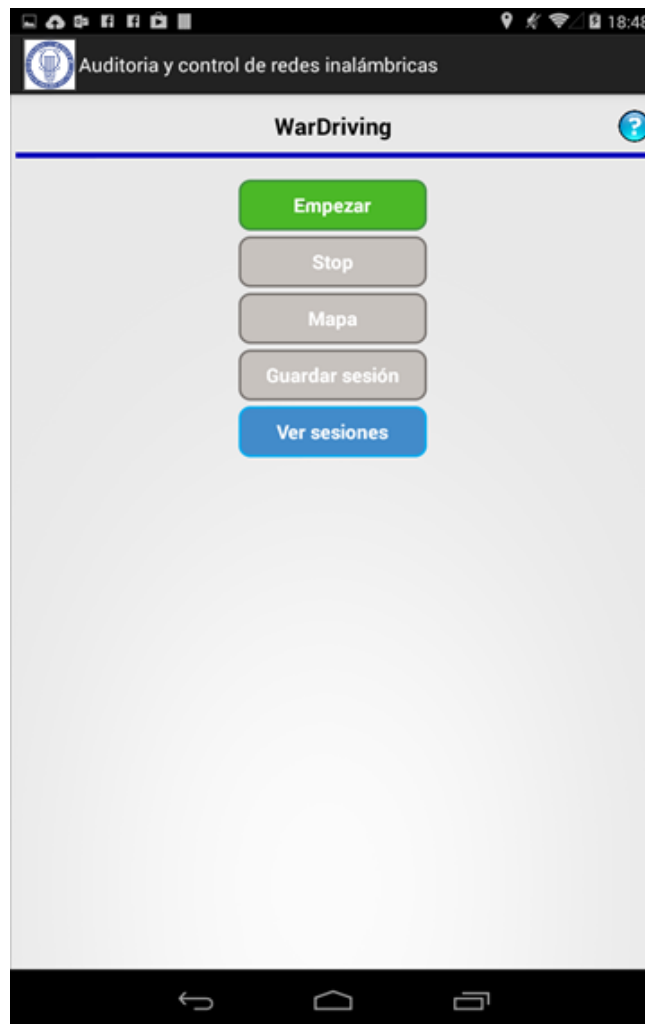 18:48
Auditoria y control de redes inalámbricas
WarDriving
?
Empezar
Stop
Mapa
Guardar sesión
Ver sesiones